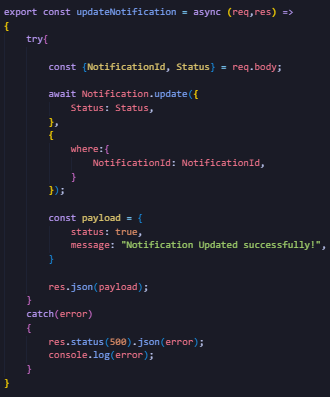 export const updateNotification = async (req,res) =>
{
    try{

        const {NotificationId, Status} = req.body;

        await Notification.update({
            Status: Status,
        },
        {
            where:{
                NotificationId: NotificationId,
            }
        });

        const payload = {
            status: true,
            message: "Notification Updated successfully!",
        }

        res.json(payload);
    }
    catch(error)
    {
        res.status(500).json(error);
        console.log(error);
    }
}